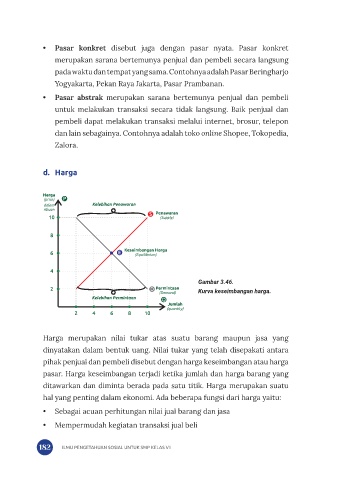 • Pasar konkret disebut juga dengan pasar nyata. Pasar konkret
merupakan sarana bertemunya penjual dan pembeli secara langsung
pada waktu dan tempat yang sama. Contohnya adalah Pasar Beringharjo
Yogyakarta, Pekan Raya Jakarta, Pasar Prambanan.
• Pasar abstrak merupakan sarana bertemunya penjual dan pembeli
untuk melakukan transaksi secara tidak langsung. Baik penjual dan
pembeli dapat melakukan transaksi melalui internet, brosur, telepon
dan lain sebagainya. Contohnya adalah toko online Shopee, Tokopedia,
Zalora.
d. Harga
Harga
(price)
dalam
ribuan
P
Kelebihan Penawaran
10
S Penawaran
(Supply)
8
6
E Keseimbangan Harga
(Equilibrium)
4
2
D Permintaan
(Demand)
Kelebihan Permintaan
Jumlah
(quantity)
2 4 6 8 10
Gambar 3.46.
Kurva keseimbangan harga.
Harga merupakan nilai tukar atas suatu barang maupun jasa yang
dinyatakan dalam bentuk uang. Nilai tukar yang telah disepakati antara
pihak penjual dan pembeli disebut dengan harga keseimbangan atau harga
pasar. Harga keseimbangan terjadi ketika jumlah dan harga barang yang
ditawarkan dan diminta berada pada satu titik. Harga merupakan suatu
hal yang penting dalam ekonomi. Ada beberapa fungsi dari harga yaitu:
• Sebagai acuan perhitungan nilai jual barang dan jasa
• Mempermudah kegiatan transaksi jual beli
182 ILMU PENGETAHUAN SOSIAL UNTUK SMP KELAS VII